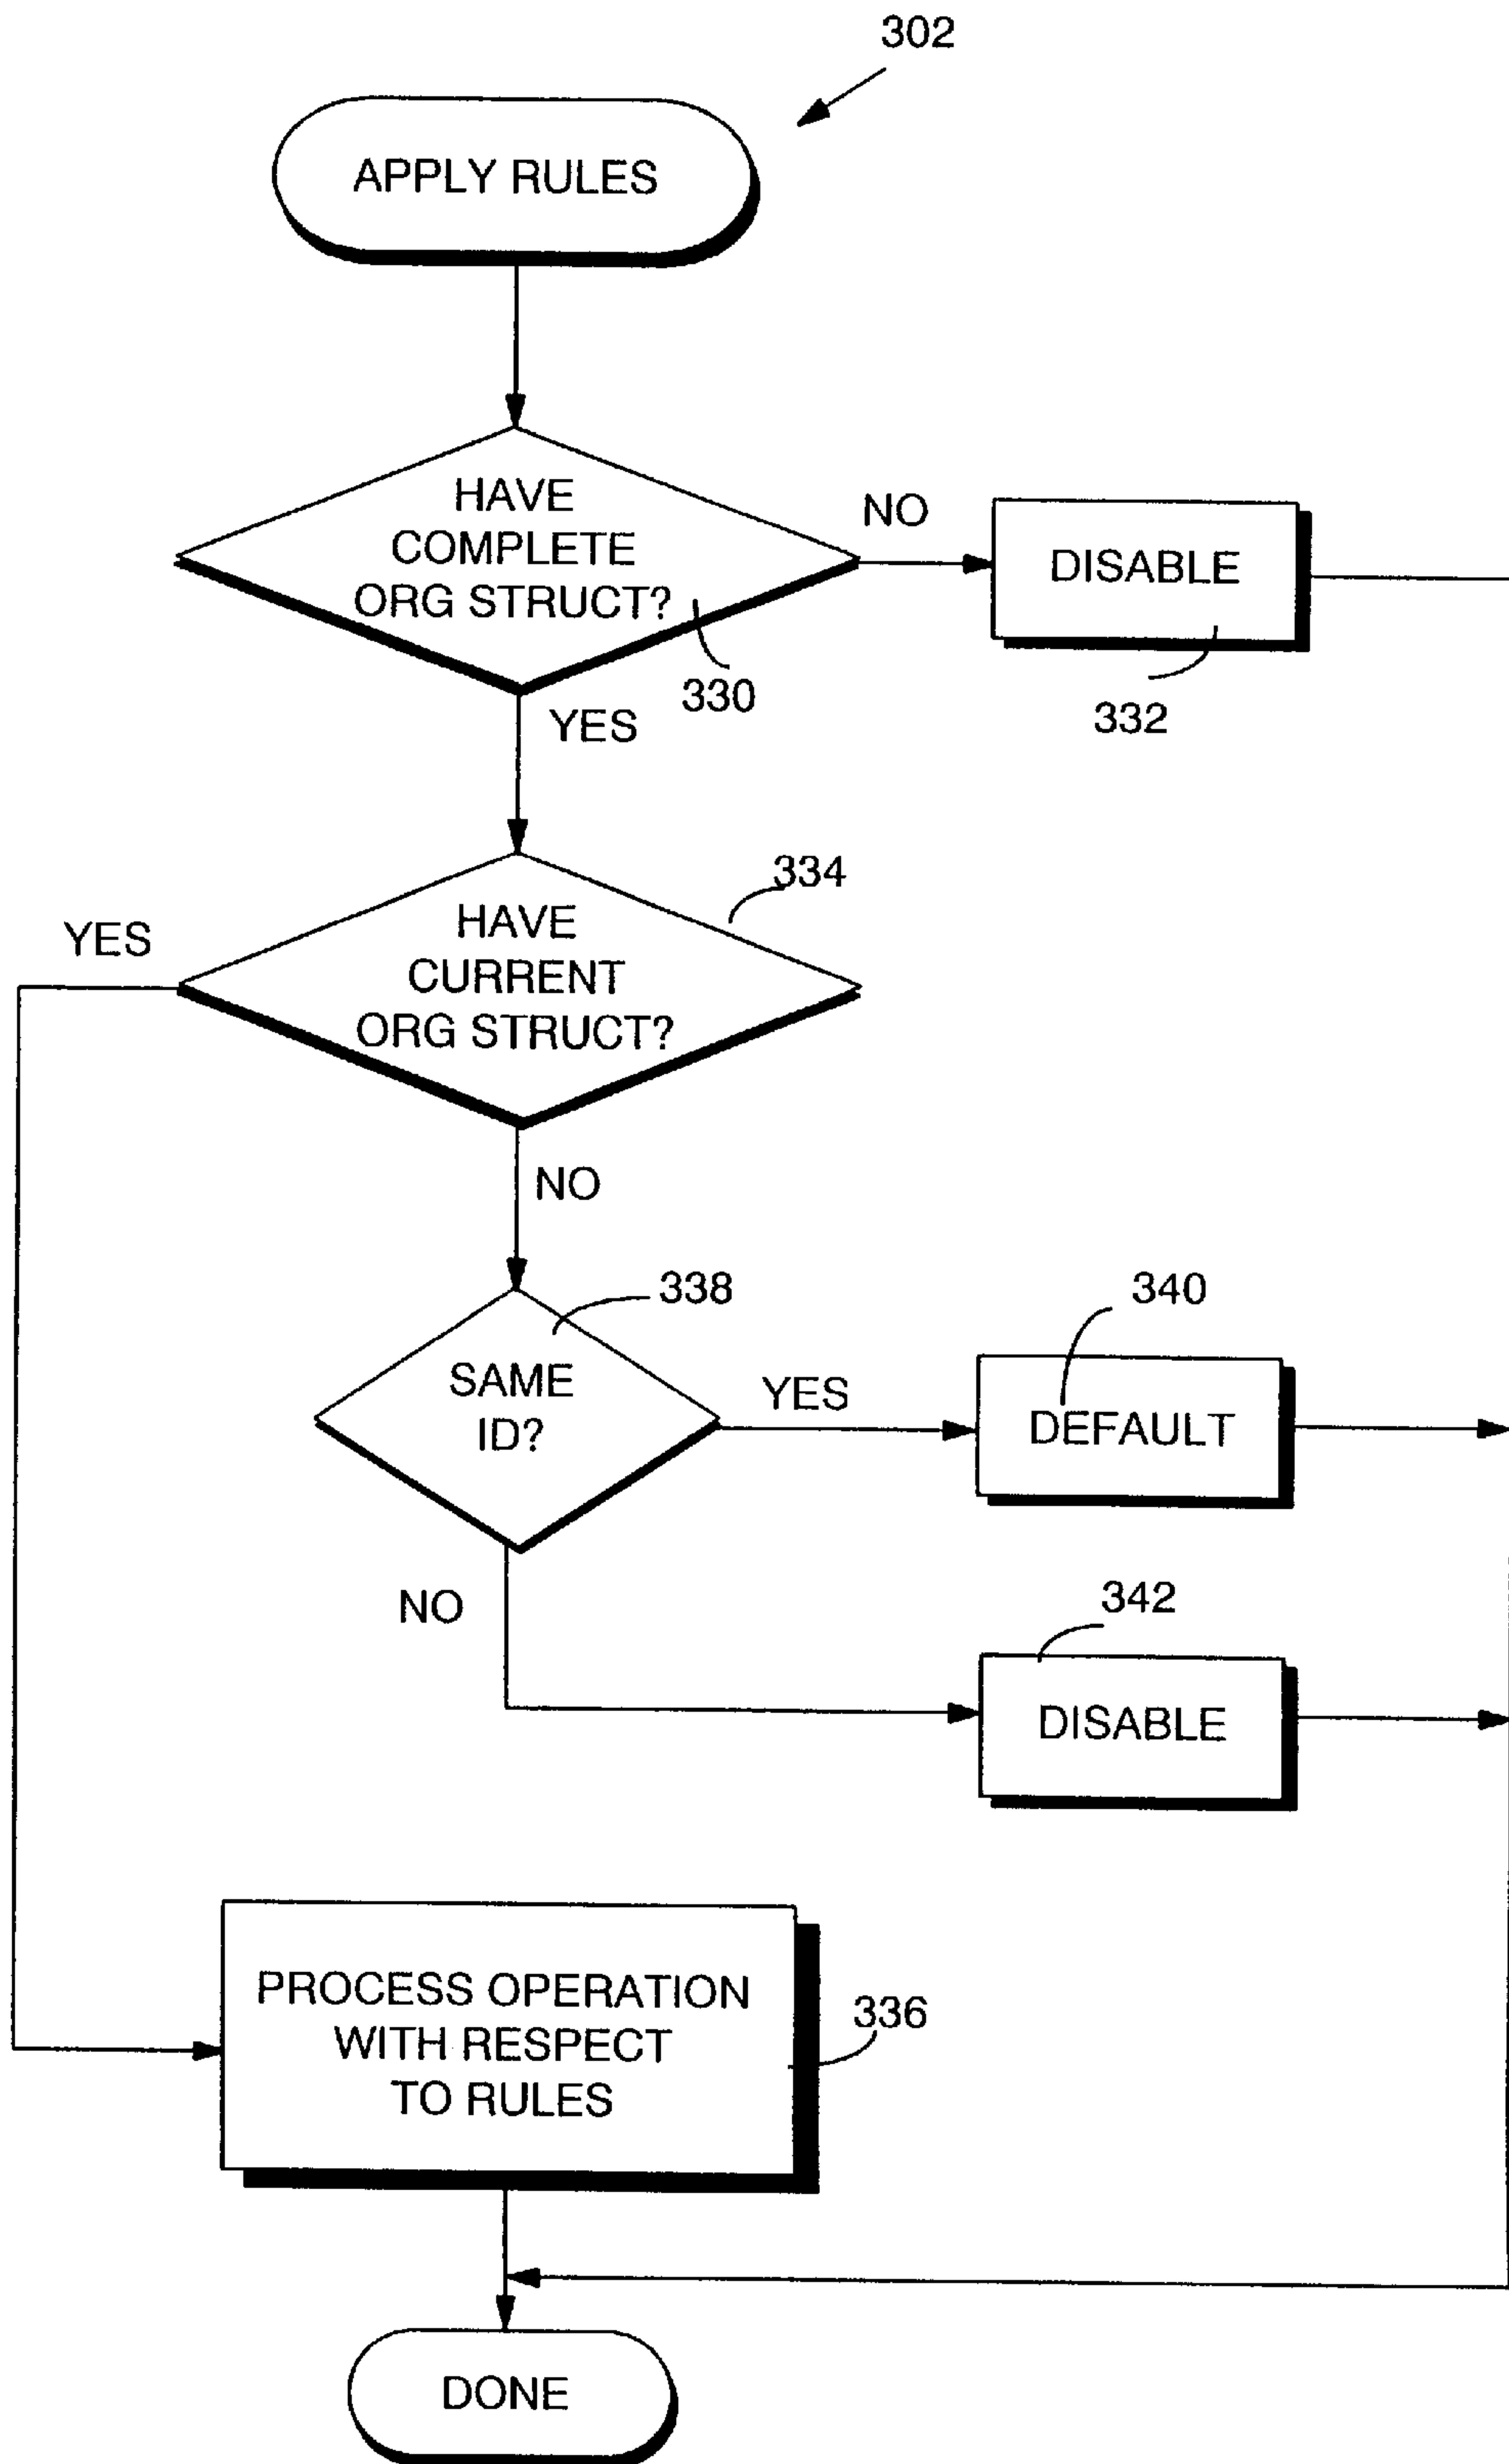 302
APPLY RULES
HAVE
COMPLETE
ORG STRUCT?
NO
DISABLE
330
332
YES
334
YES
HAVE
CURRENT
ORG STRUCT?
NO
338
340
SAME
ID?
YES
DEFAULT
NO
342
DISABLE
PROCESS OPERATION
WITH RESPECT
TO RULES
336
DONE